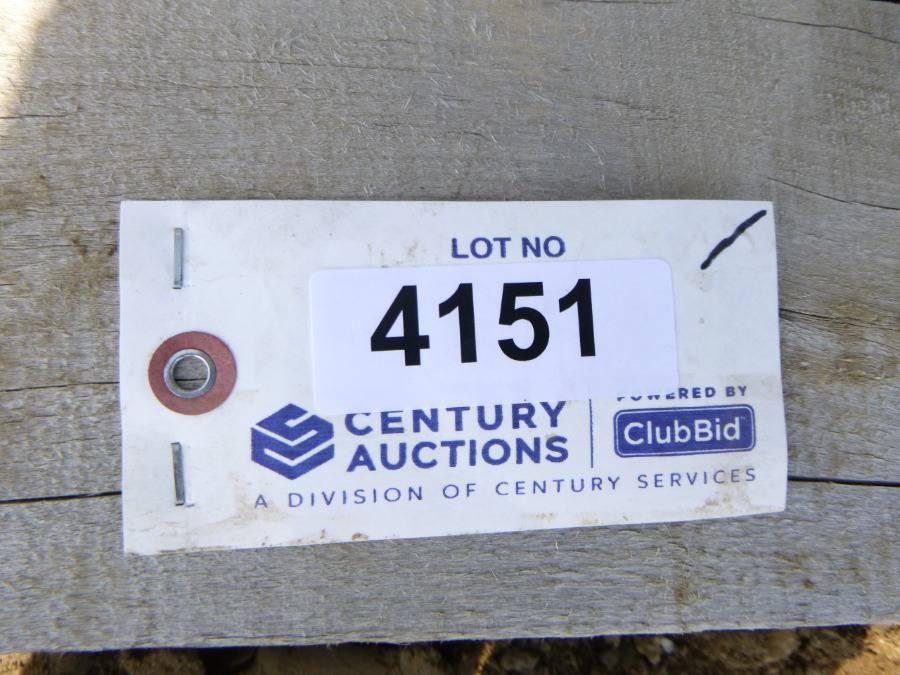 LOT NO
4151
CENTURY
AUCTIONS
POWERED BY
ClubBid
A DIVISION OF CENTURY SERVICES